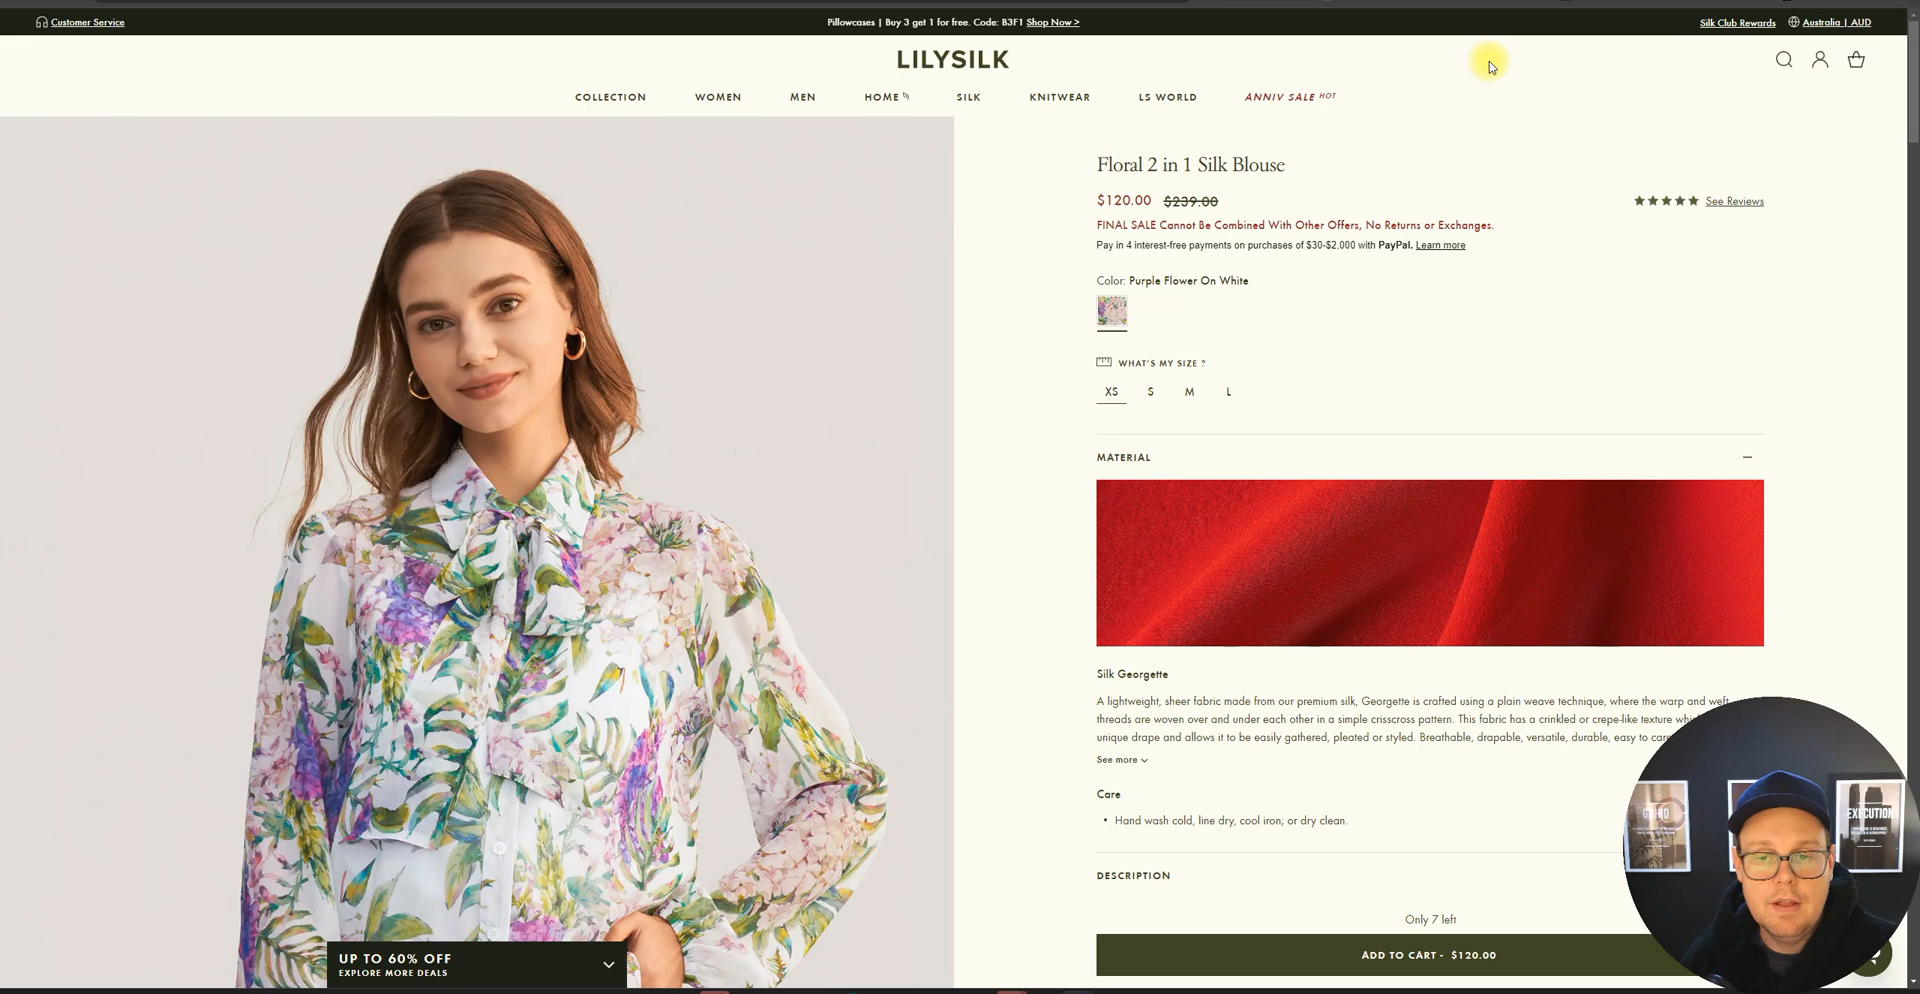 Customer Service
Pillowcases | Buy 3 get 1 for free. Code: B3F1 Shop Now >
Silk Club Rewards
Australia | AUD
LILYSILK
COLLECTION
WOMEN
MEN
HOME
SILK
KNITWEAR
LS WORLD
ANNIV SALE HOT
Floral 2 in 1 Silk Blouse
$120.00 $239.00
See Reviews
FINAL SALE Cannot Be Combined With Other Offers, No Returns or Exchanges.
Pay in 4 interest-free payments on purchases of $30-$2,000 with PayPal. Learn more
Color: Purple Flower On White
WHAT'S MY SIZE ?
XS S M L
MATERIAL
Silk Georgette
A lightweight, sheer fabric made from our premium silk, Georgette is crafted using a plain weave technique, where the warp and weft
threads are woven over and under each other in a simple crisscross pattern. This fabric has a crinkled or crepe-like texture
unique drape and allows it to be easily gathered, pleated or styled. Breathable, drapable, versatile, durable, easy to
See more
Care
• Hand wash cold, line dry, cool iron; or dry clean.
DESCRIPTION
Only 7 left
ADD TO CART - $120.00
UP TO 60% OFF
EXPLORE MORE DEALS
EXECUTION